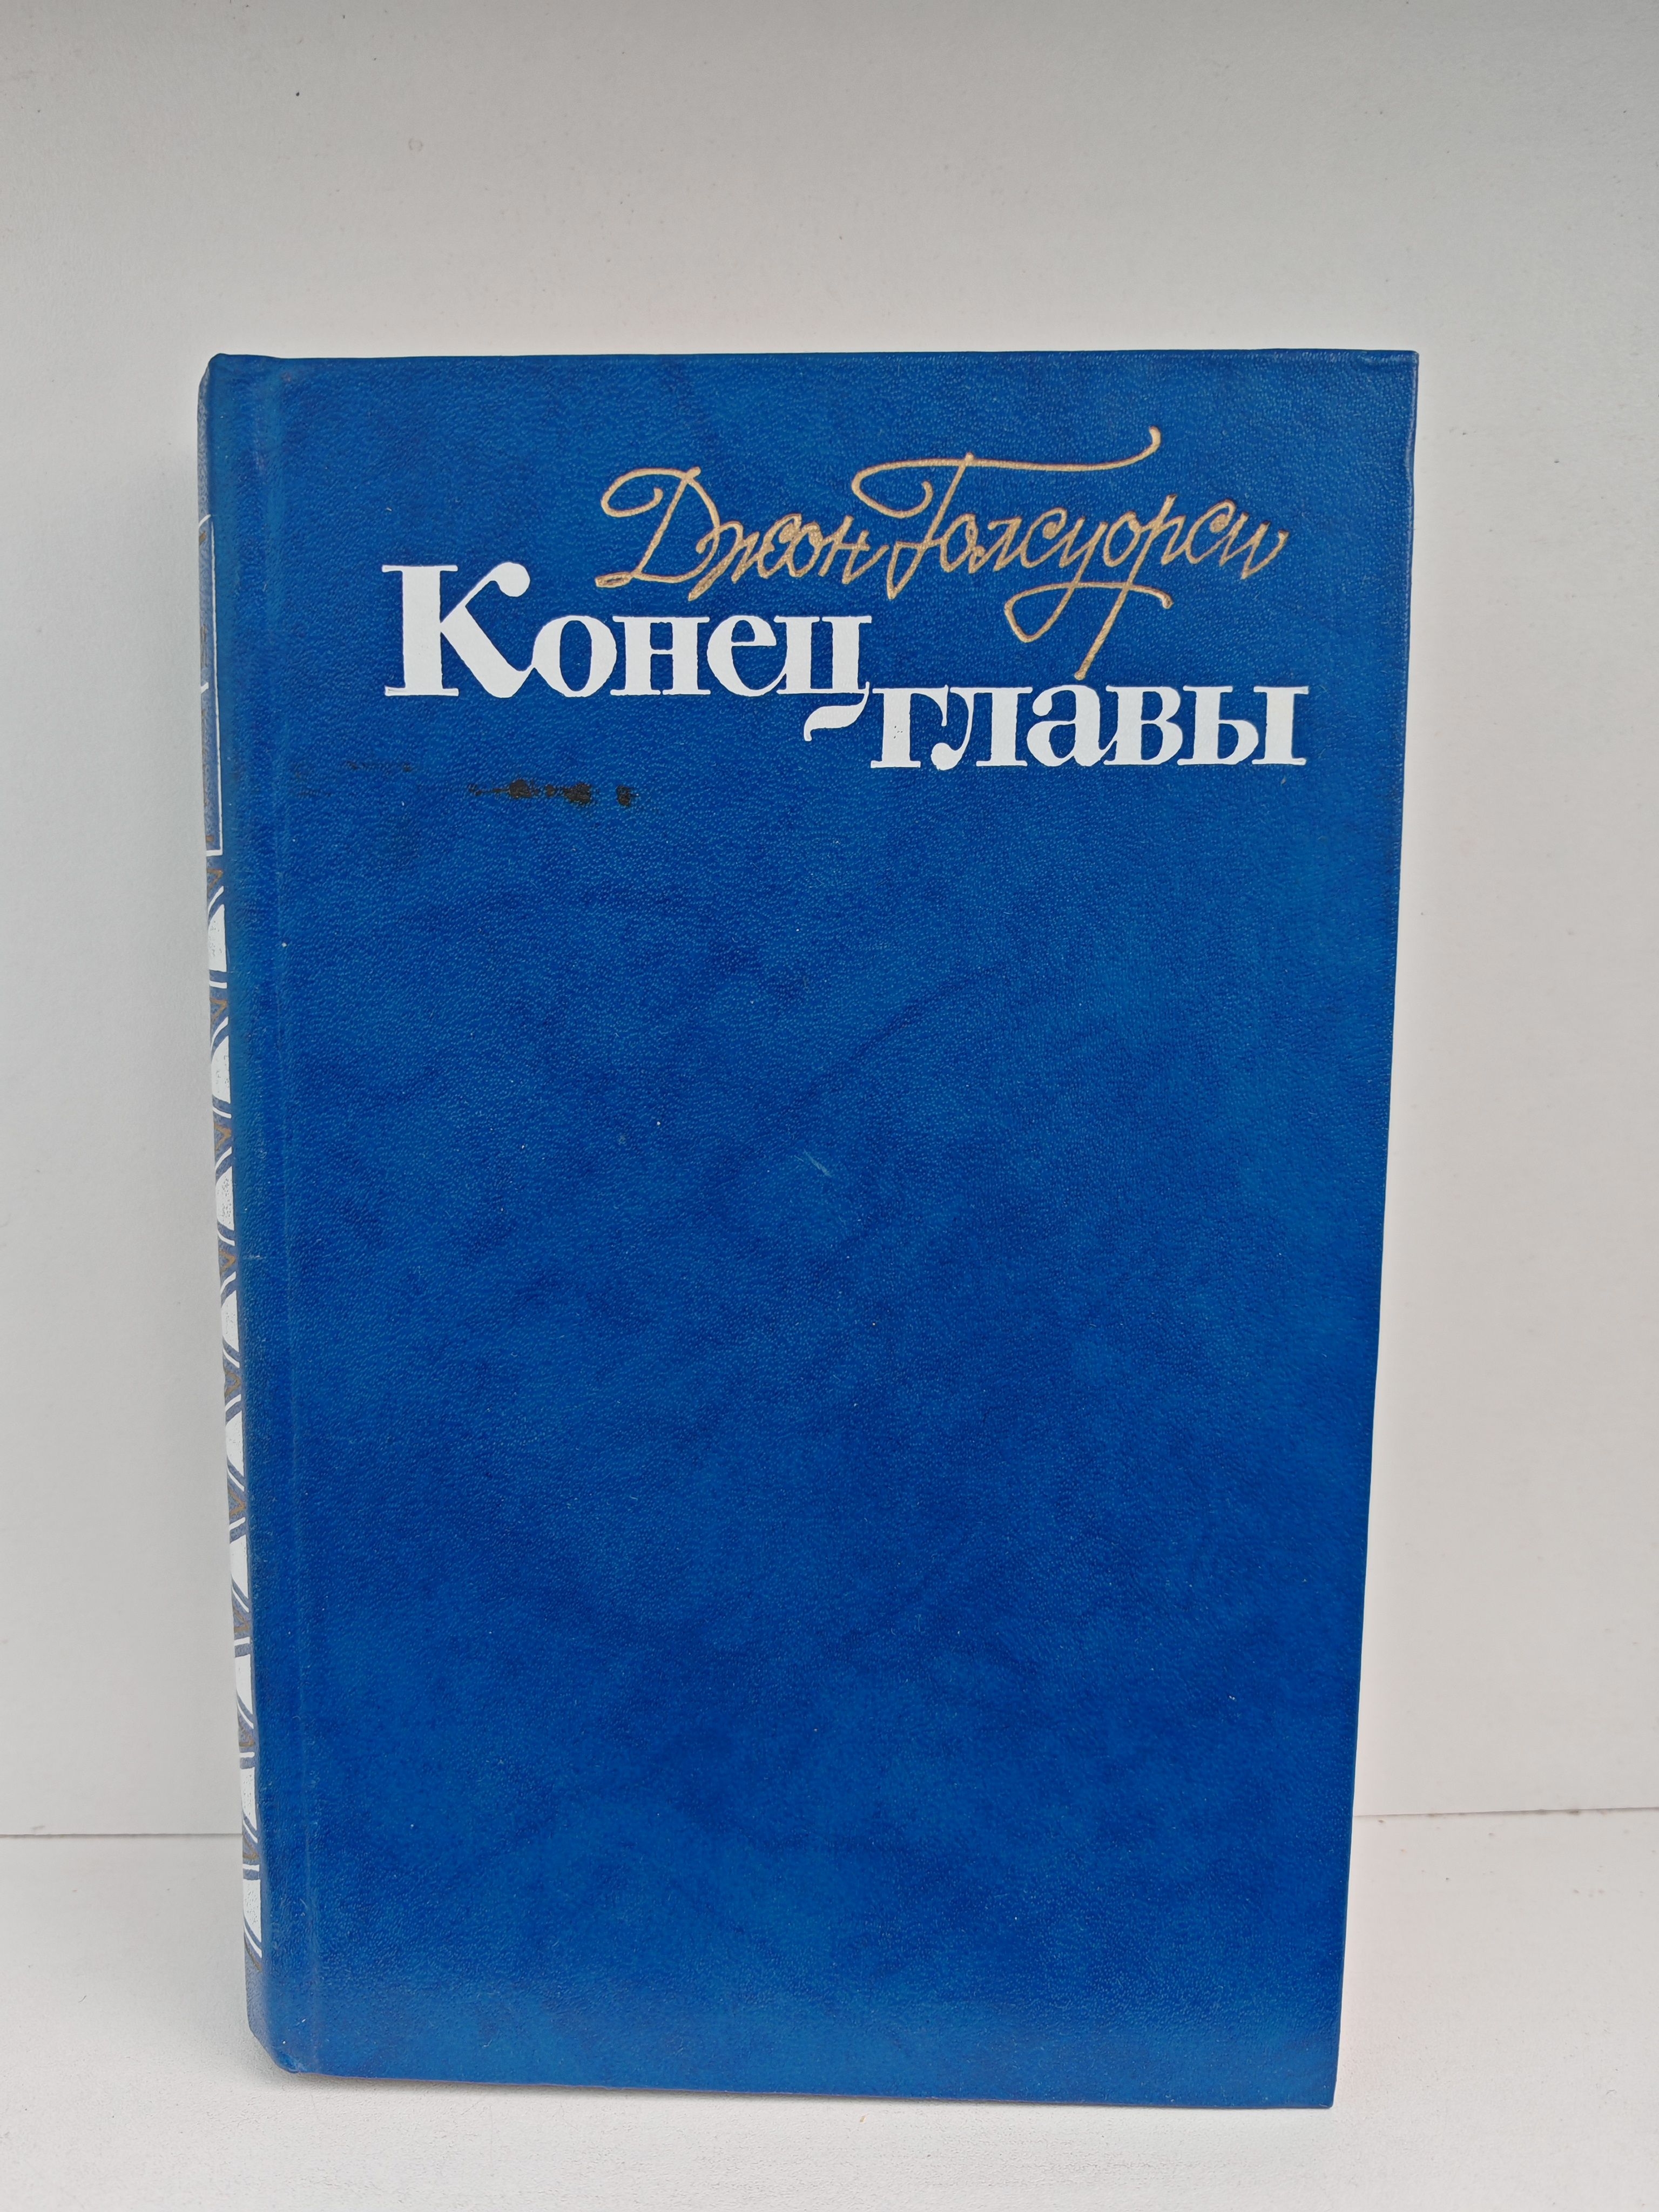 Джон Голсуорси
Конец
главы